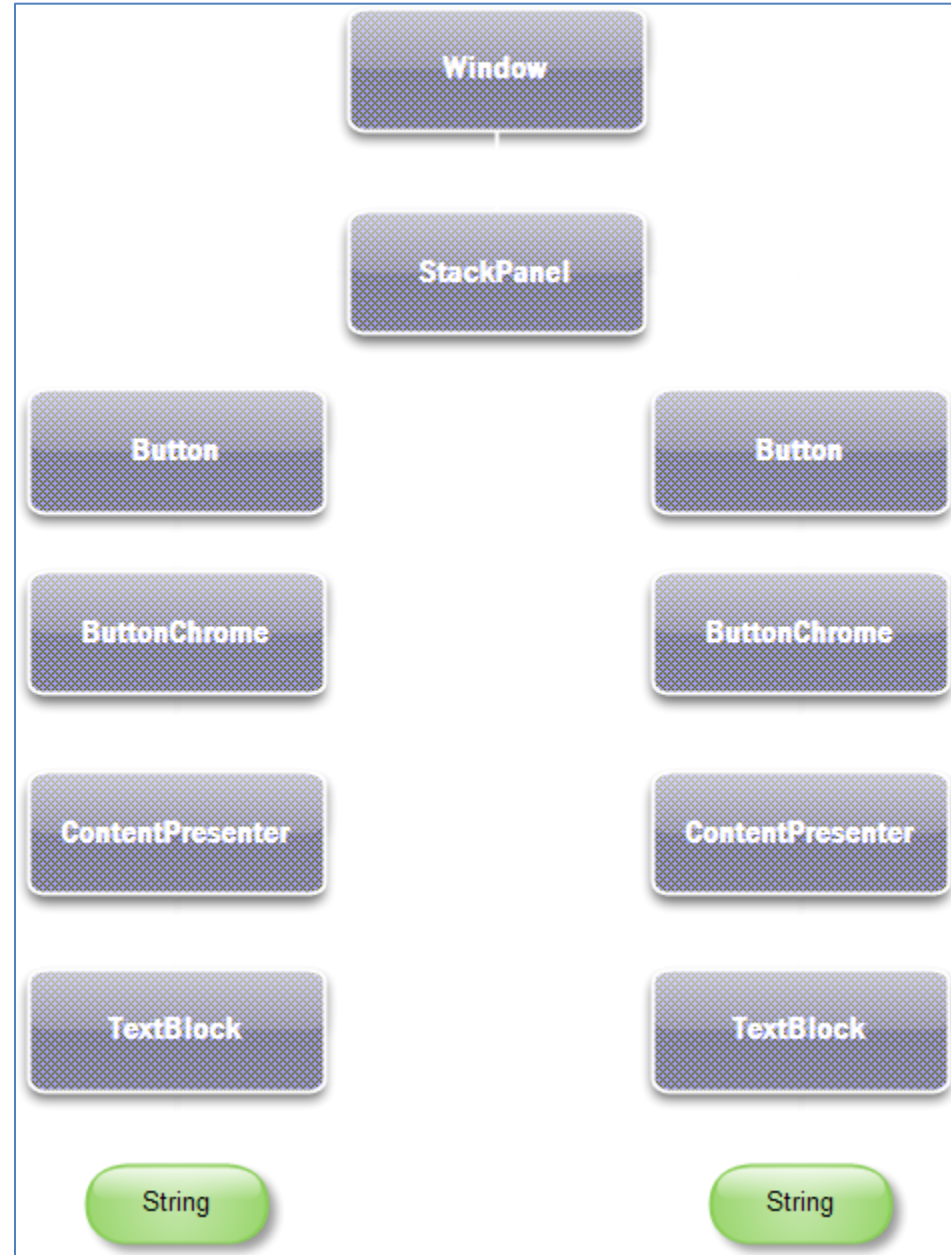 Window
StackPanel
Button
Button
ButtonChrome
ButtonChrome
ContentPresenter
ContentPresenter
TextBlock
TextBlock
String
String